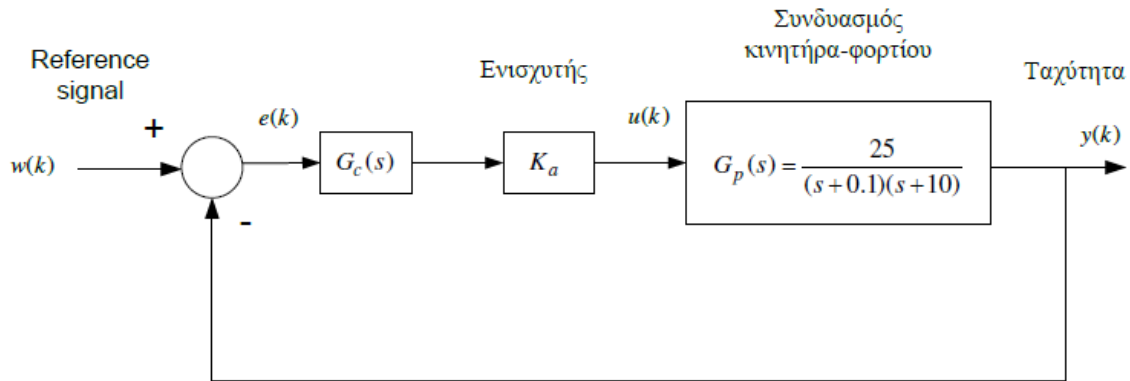 Συνδυασμός
κινητήρα-φορτίου
Reference
signal
Ενισχυτής
Ταχύτητα
+
e(k)
u(k)
y(k)
w(k)
G_c(s)
K_a
G_p(s) = 25 / ((s+0.1)(s+10))
-